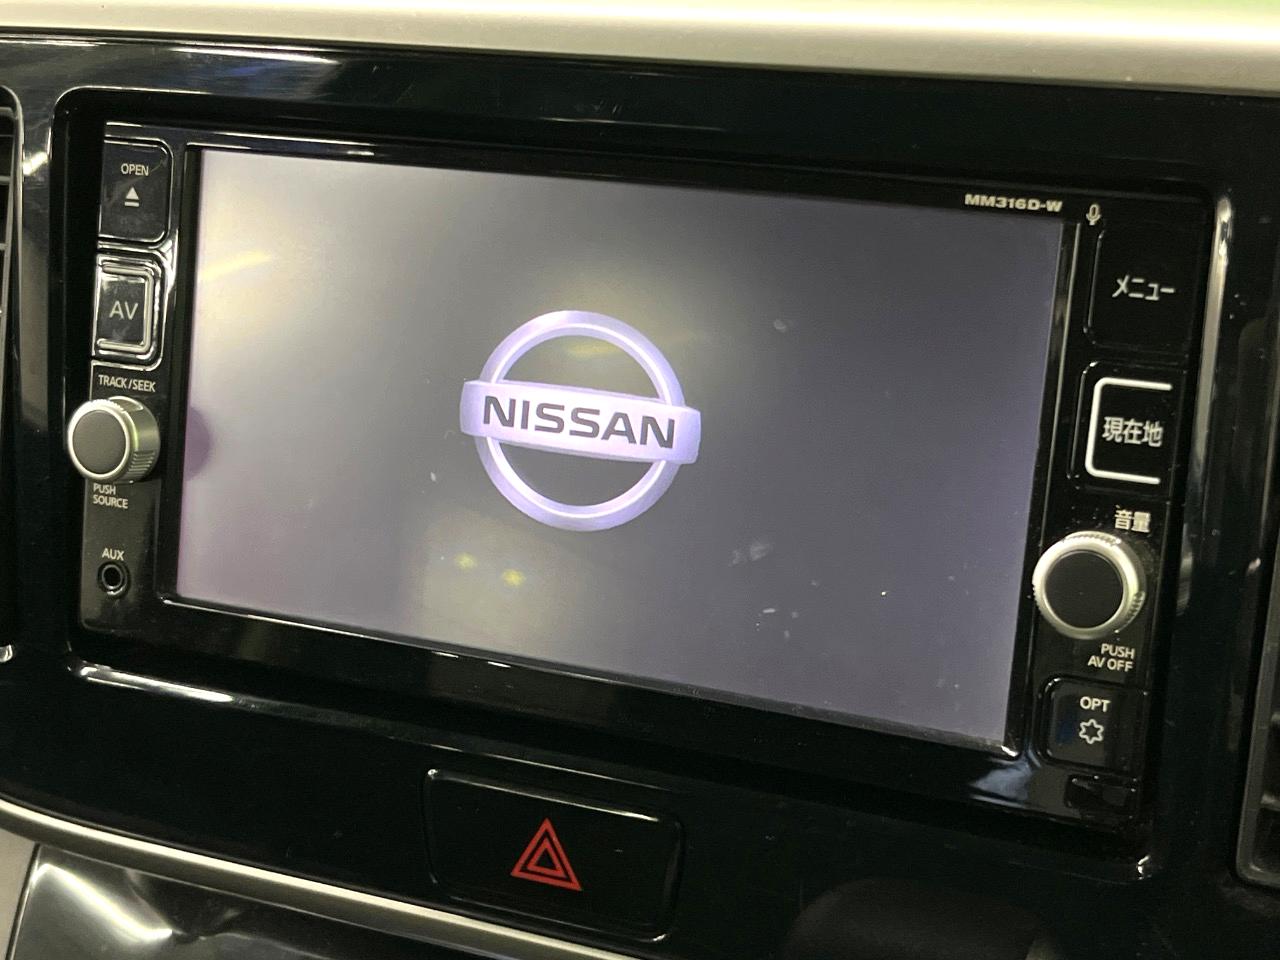 OPEN
MM316D-W
AV
メニュー
TRACK/SEEK
NISSAN
現在地
PUSH
SOURCE
音量
AUX
PUSH
AV OFF
OPT